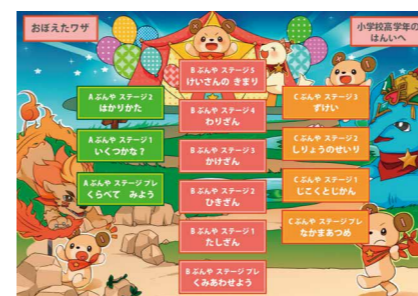 おぼえたワザ
小学校高学年の
はんいへ
Bぶんや ステージ5
けいさんの きまり
Aぶんや ステージ2
はかりかた
Bぶんや ステージ4
わりざん
Cぶんや ステージ3
ずけい
Aぶんや ステージ1
いくつかな?
Bぶんや ステージ3
かけざん
Cぶんや ステージ2
しりょうのせいり
Aぶんや ステージプレ
くらべて みよう
Bぶんや ステージ2
ひきざん
Cぶんや ステージ1
じこくとじかん
Bぶんや ステージ1
たしざん
Cぶんや ステージプレ
なかまあつめ
Bぶんや ステージプレ
くみあわせよう